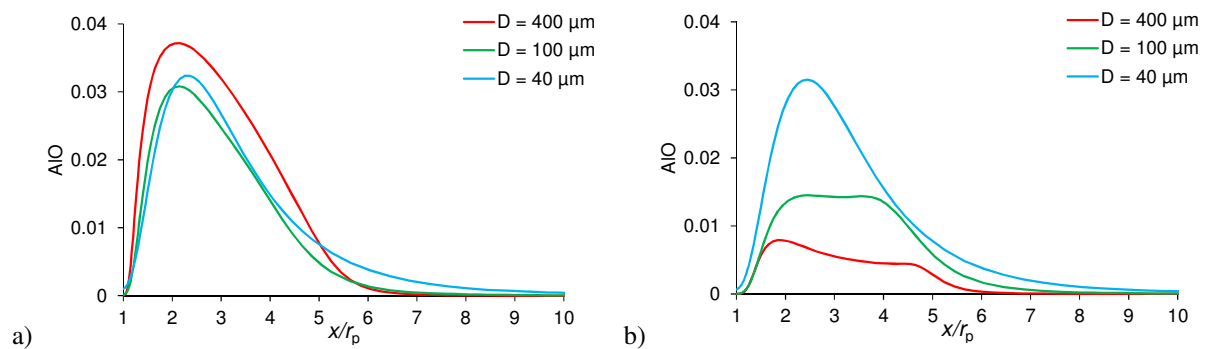 0.04
0.03
0.02
0.01
0
AIO
1 2 3 4 5 6 7 8 9 10
x/rp
D = 400 µm
D = 100 µm
D = 40 µm
a)
0.04
0.03
0.02
0.01
0
AIO
1 2 3 4 5 6 7 8 9 10
x/rp
D = 400 µm
D = 100 µm
D = 40 µm
b)